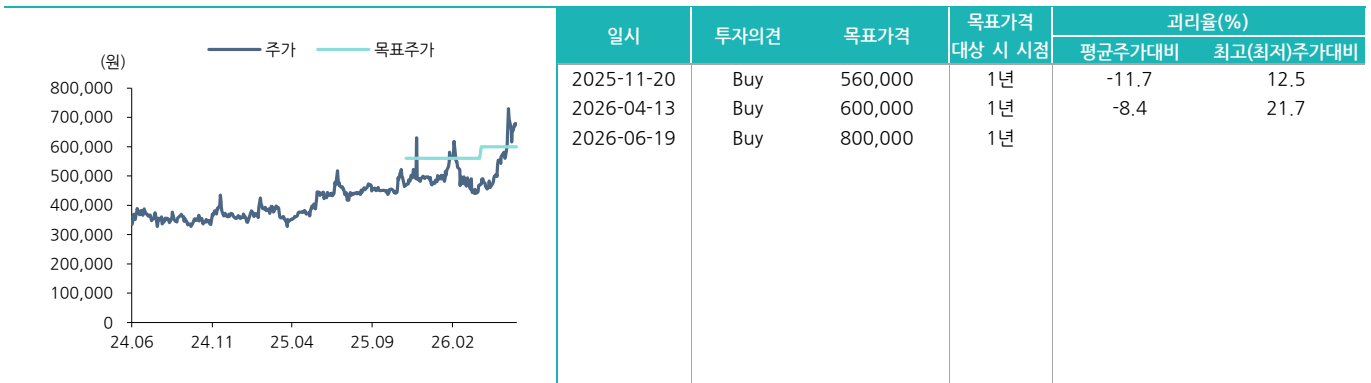 주가 목표주가
(원)
800,000
700,000
600,000
500,000
400,000
300,000
200,000
100,000
0
24.06 24.11 25.04 25.09 26.02
일시 투자의견 목표가격 목표가격 대상 시 시점 괴리율(%)
평균주가대비 최고(최저)주가대비
2025-11-20 Buy 560,000 1년 -11.7 12.5
2026-04-13 Buy 600,000 1년 -8.4 21.7
2026-06-19 Buy 800,000 1년